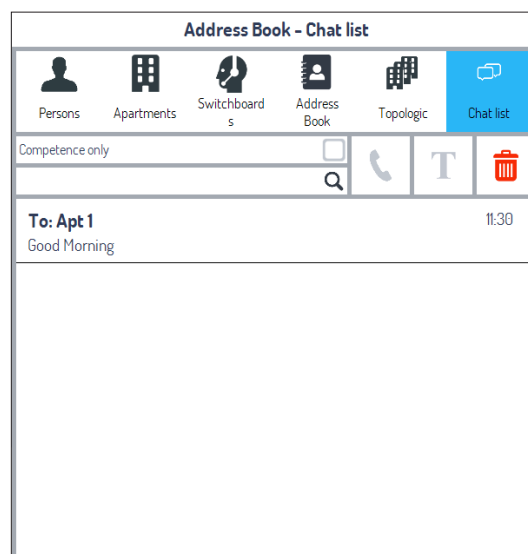 Address Book - Chat list
Persons
Apartments
Switchboard
s
Address
Book
Topologic
Chat list
Competence only
T
To: Apt 1
11:30
Good Morning